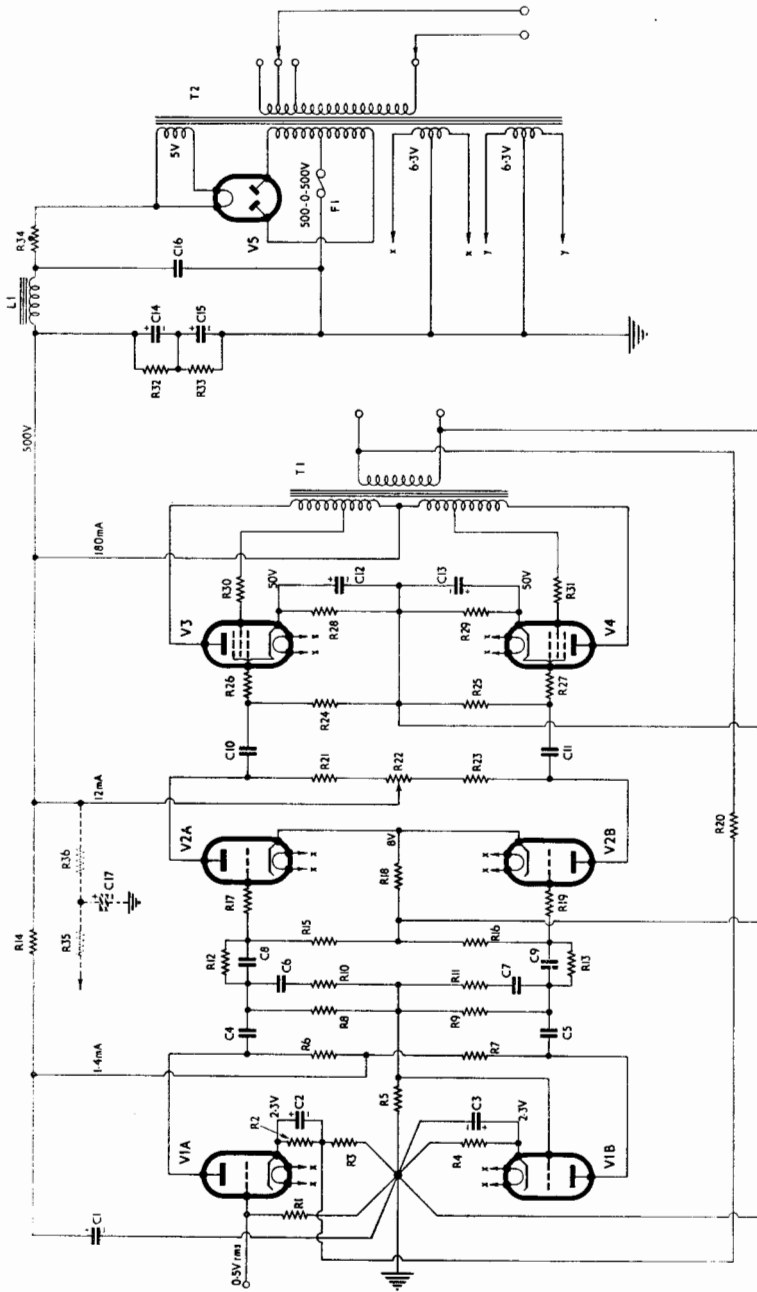 T2
5V
500-0-500V
F1
6·3V
6·3V
x
x
y
y
V5
R34
C16
L1
C14
C15
R32
R33
500V
T1
180mA
R30
50V
C12
C13
50V
R31
V3
V4
x
x
x
x
R28
R29
R26
R27
R24
R25
C10
C11
R21
R22
R23
12mA
R36
C17
R35
R14
V2A
V2B
8V
R18
x
x
x
x
R17
R19
R15
R16
R12
C8
C9
R13
C6
C7
R10
R11
R8
R9
C4
C5
R6
R7
1·4mA
R5
R20
V1A
V1B
2·3V
C2
R2
R3
C3
2·3V
R4
x
x
x
x
R1
C1
0·5V rms